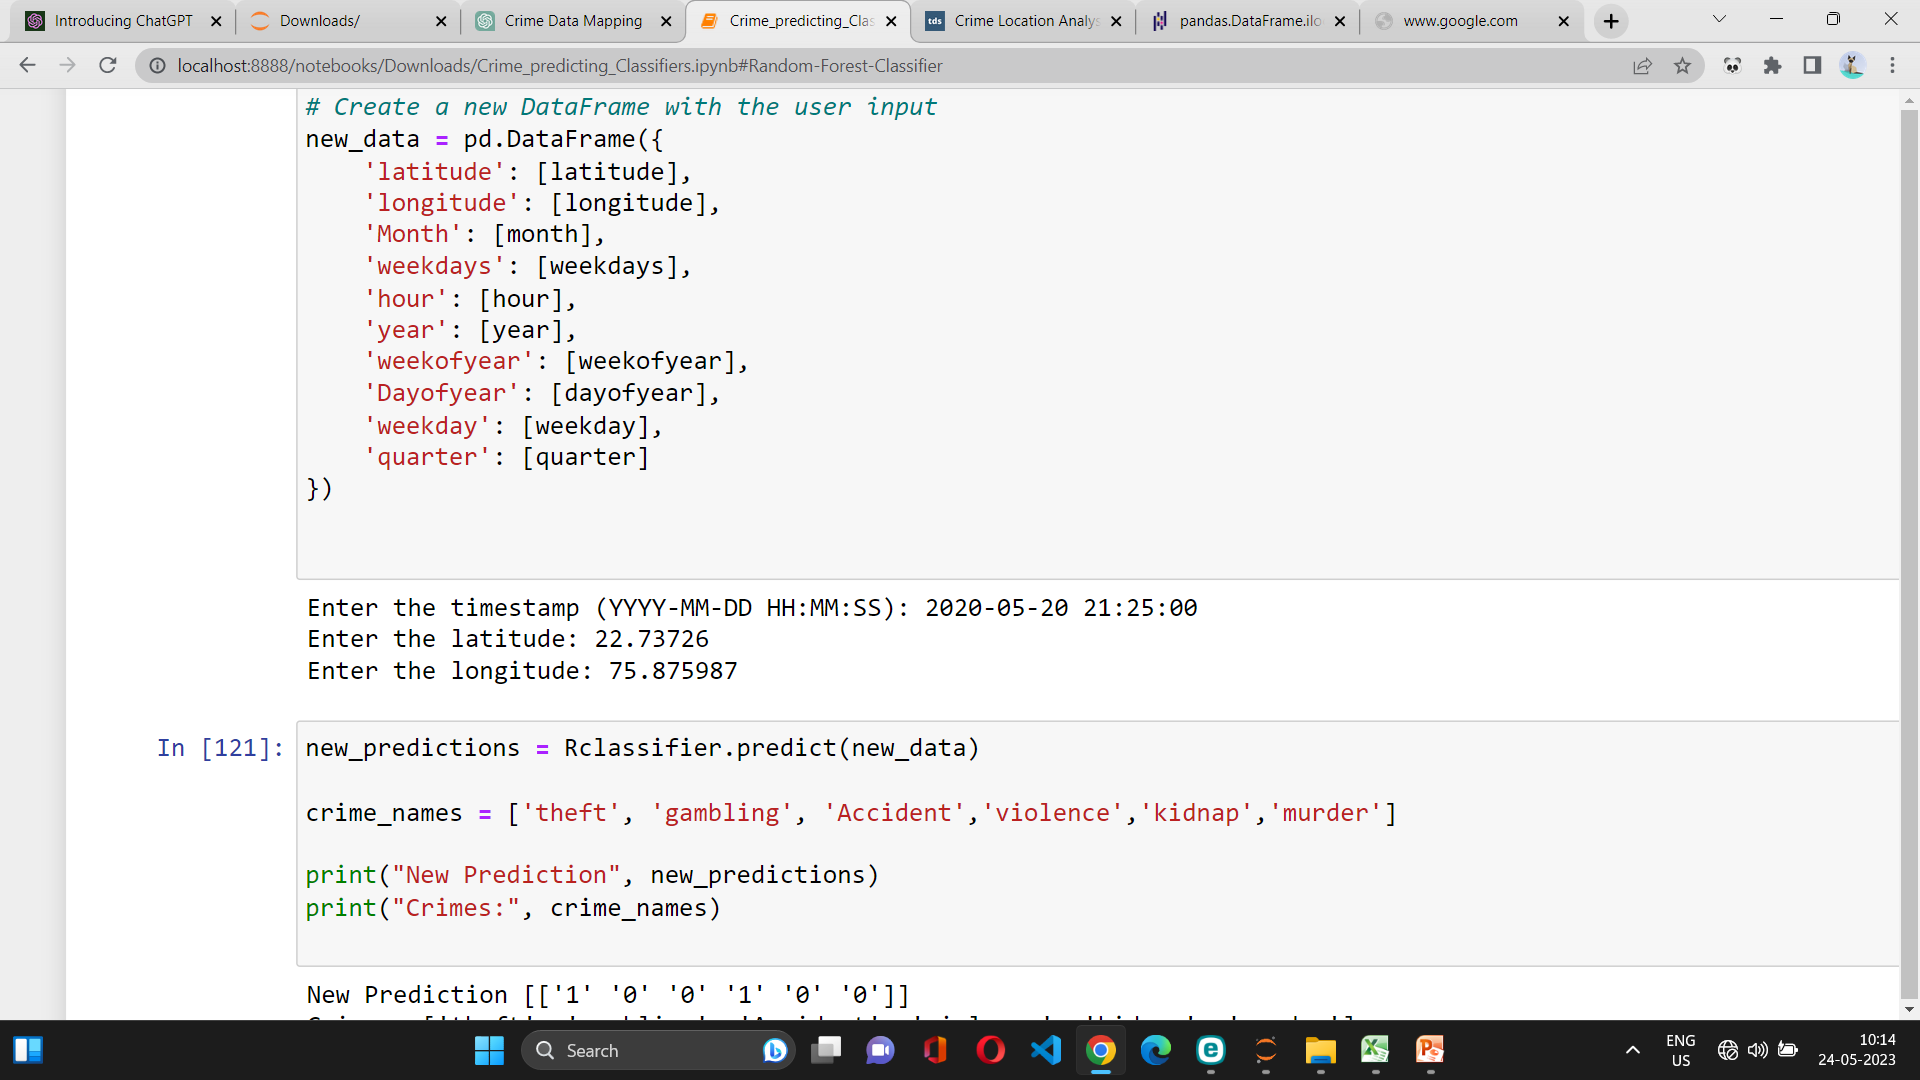 Introducing ChatGPT
Downloads/
Crime Data Mapping
Crime_predicting_Clas
Crime Location Analys
pandas.DataFrame.ilo
www.google.com
localhost:8888/notebooks/Downloads/Crime_predicting_Classifiers.ipynb#Random-Forest-Classifier
# Create a new DataFrame with the user input
new_data = pd.DataFrame({
'latitude': [latitude],
'longitude': [longitude],
'Month': [month],
'weekdays': [weekdays],
'hour': [hour],
'year': [year],
'weekofyear': [weekofyear],
'Dayofyear': [dayofyear],
'weekday': [weekday],
'quarter': [quarter]
})
Enter the timestamp (YYYY-MM-DD HH:MM:SS): 2020-05-20 21:25:00
Enter the latitude: 22.73726
Enter the longitude: 75.875987
In [121]:
new_predictions = Rclassifier.predict(new_data)
crime_names = ['theft', 'gambling', 'Accident','violence','kidnap','murder']
print("New Prediction", new_predictions)
print("Crimes:", crime_names)
New Prediction [['1' '0' '0' '1' '0' '0']]
Search
ENG
US
10:14
24-05-2023